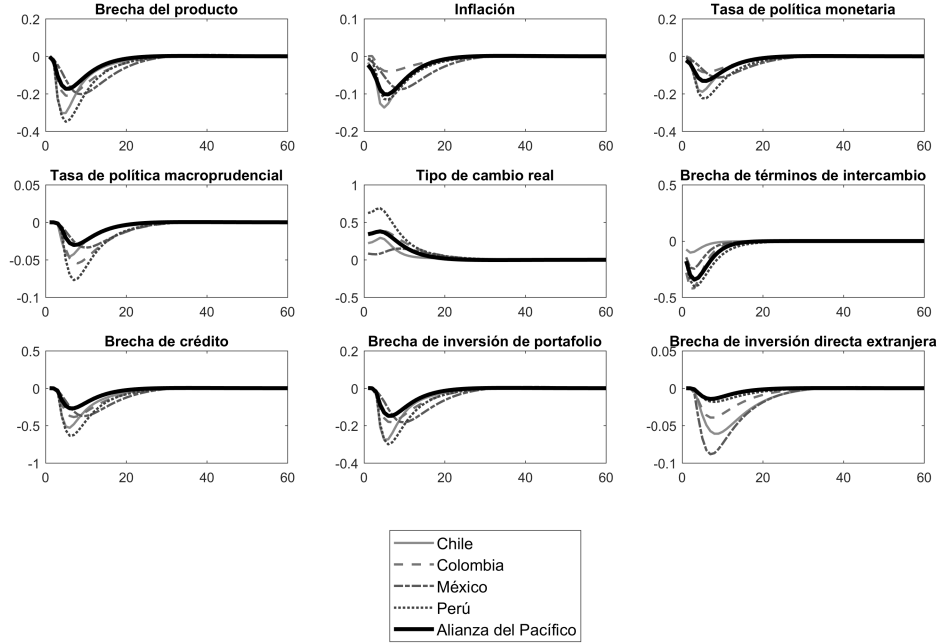 Brecha del producto
0.2
0
-0.2
-0.4
0 20 40 60
Inflación
0.1
0
-0.1
-0.2
0 20 40 60
Tasa de política monetaria
0.2
0
-0.2
-0.4
0 20 40 60
Tasa de política macroprudencial
0.05
0
-0.05
-0.1
0 20 40 60
Tipo de cambio real
1
0.5
0
-0.5
0 20 40 60
Brecha de términos de intercambio
0.5
0
-0.5
0 20 40 60
Brecha de crédito
0.5
0
-0.5
-1
0 20 40 60
Brecha de inversión de portafolio
0.2
0
-0.2
-0.4
0 20 40 60
Brecha de inversión directa extranjera
0.05
0
-0.05
-0.1
0 20 40 60
Chile
Colombia
México
Perú
Alianza del Pacífico